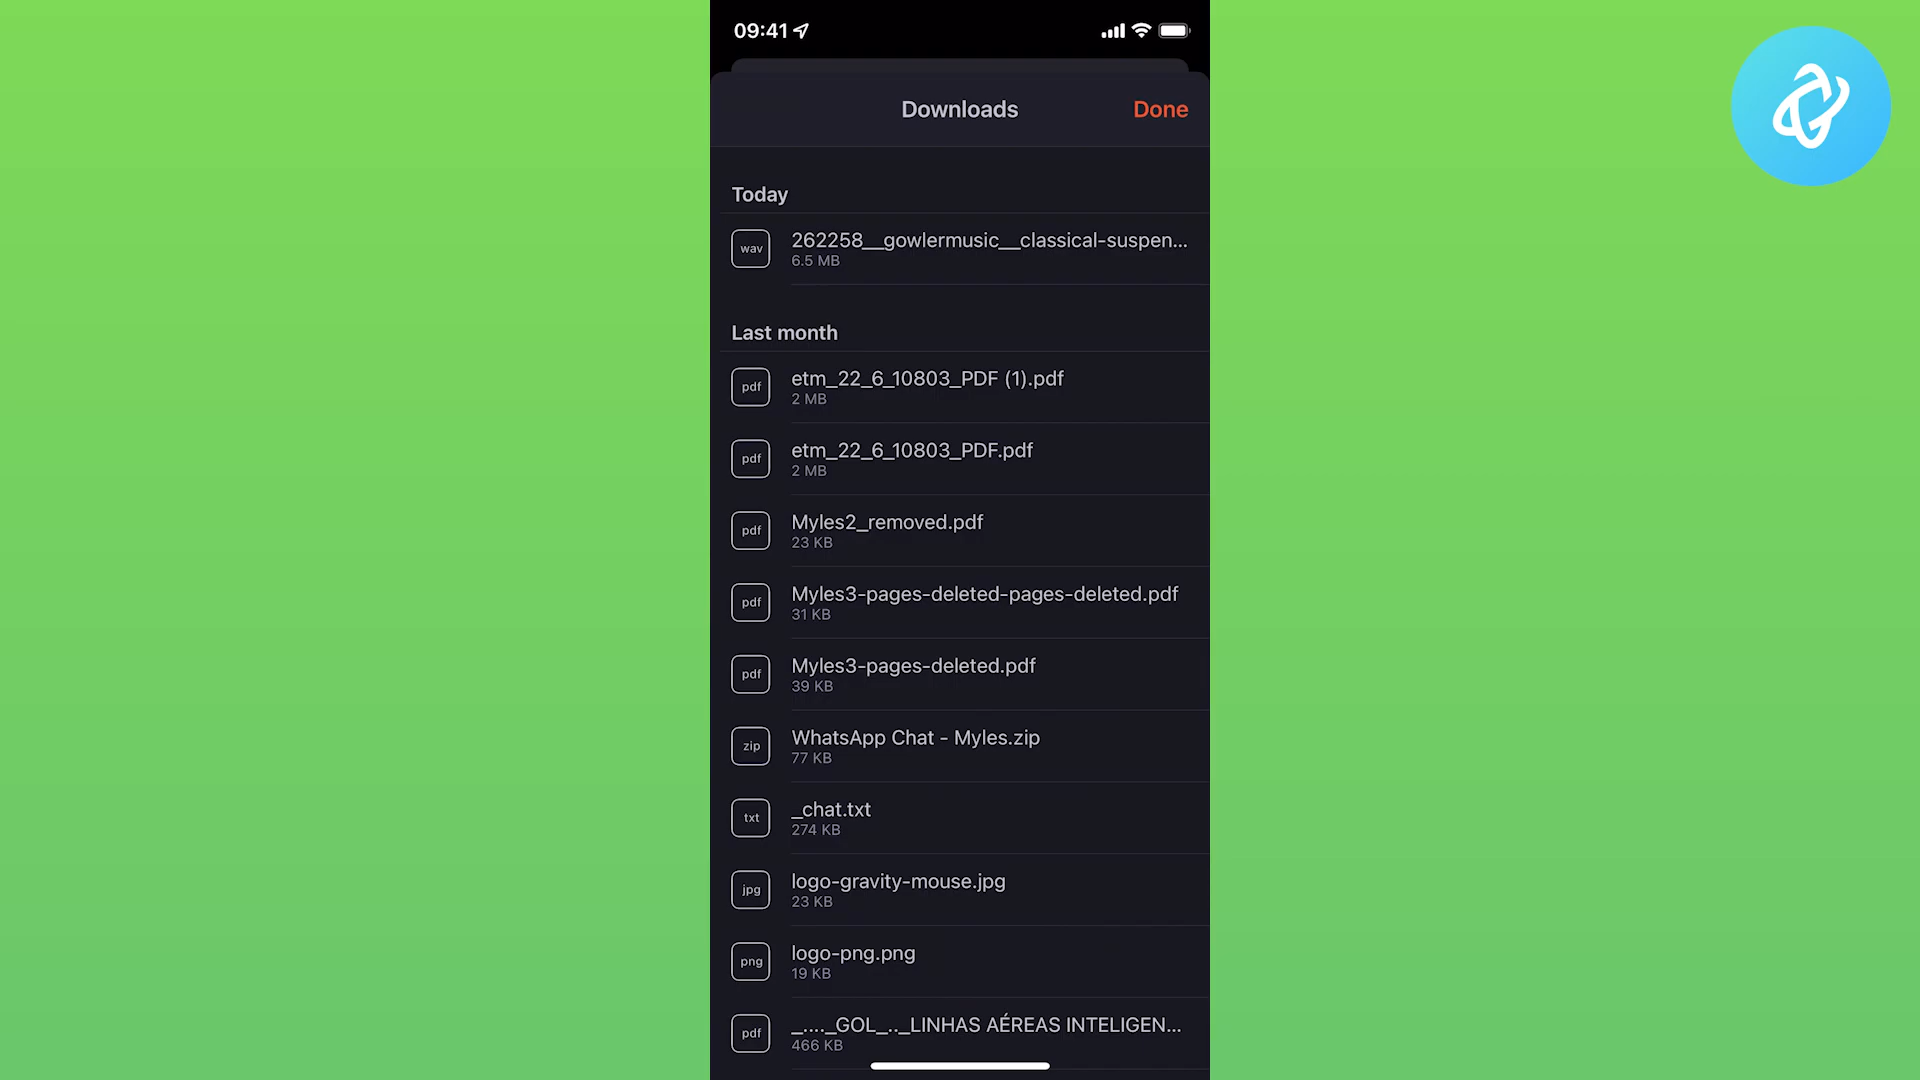 09:41
Downloads
Done
Today
wav
262258__gowlermusic__classical-suspen...
6.5 MB
Last month
pdf
etm_22_6_10803_PDF (1).pdf
2 MB
pdf
etm_22_6_10803_PDF.pdf
2 MB
pdf
Myles2_removed.pdf
23 KB
pdf
Myles3-pages-deleted-pages-deleted.pdf
31 KB
pdf
Myles3-pages-deleted.pdf
39 KB
zip
WhatsApp Chat - Myles.zip
77 KB
txt
_chat.txt
274 KB
jpg
logo-gravity-mouse.jpg
23 KB
png
logo-png.png
19 KB
pdf
_...._GOL_.._LINHAS AÉREAS INTELIGEN...
466 KB